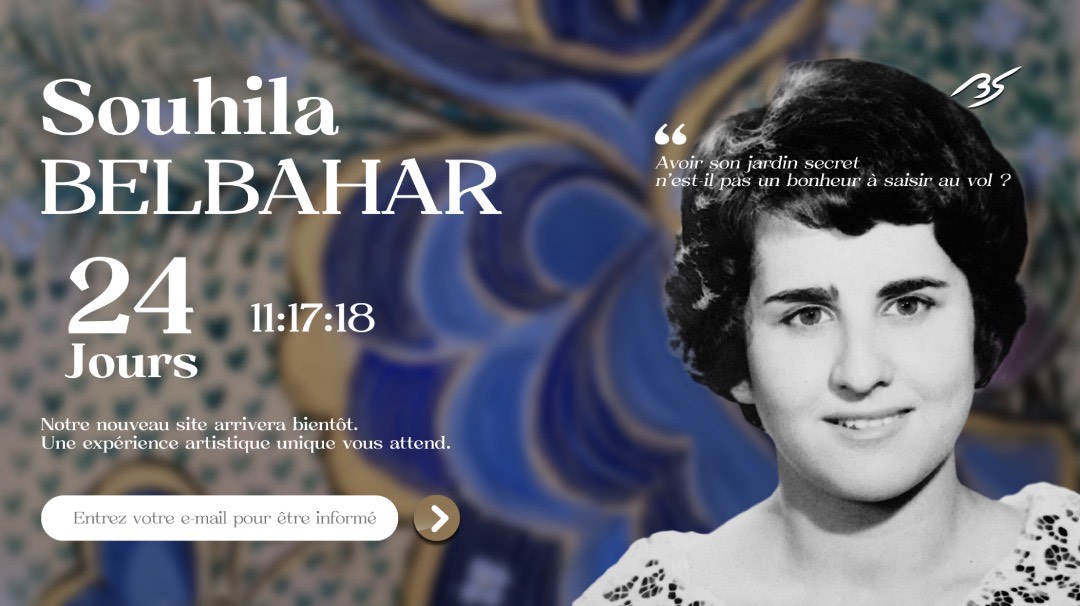 Souhila
BELBAHAR
24
Jours
11:17:18
Notre nouveau site arrivera bientôt.
Une expérience artistique unique vous attend.
Entrez votre e-mail pour être informé
BS
“
Avoir son jardin secret
n'est-il pas un bonheur à saisir au vol ?